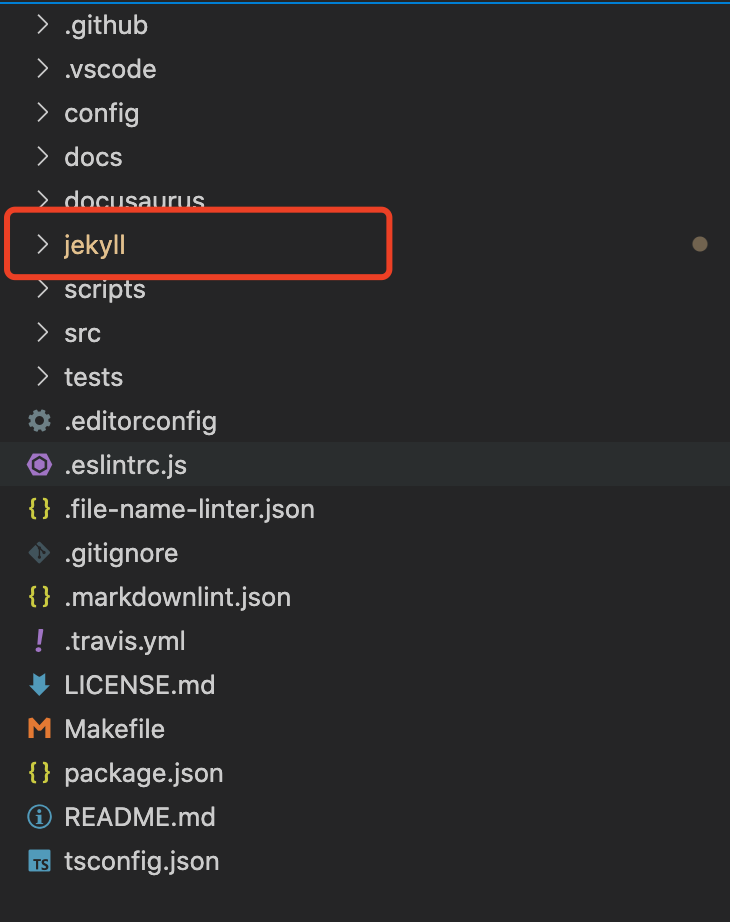 .github
.vscode
config
docs
docusaurus
jekyll
scripts
src
tests
.editorconfig
.eslintrc.js
.file-name-linter.json
.gitignore
.markdownlint.json
.travis.yml
LICENSE.md
Makefile
package.json
README.md
tsconfig.json